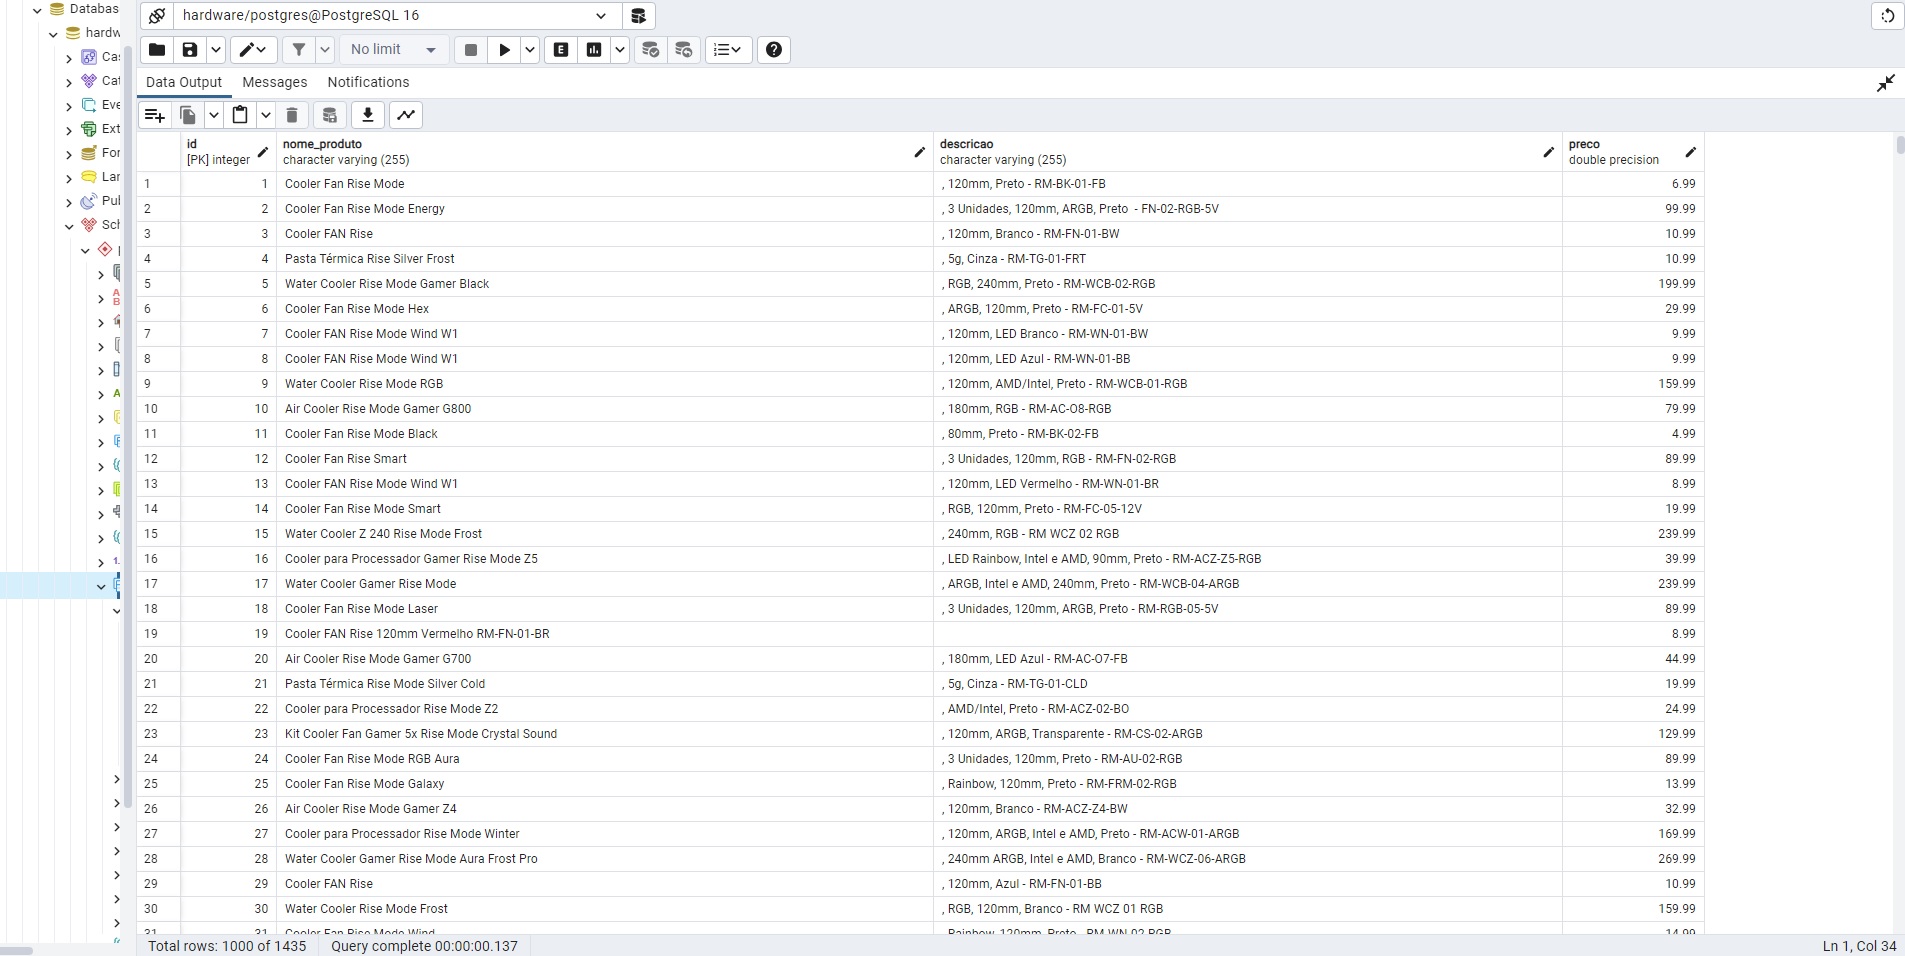 Databas
hardware/postgres@PostgreSQL 16
hardw
Cas
No limit
E
Cat
Data Output Messages Notifications
Eve
Ext
For
Lan
Pub
Sch
id
[PK] integer
nome_produto
character varying (255)
descricao
character varying (255)
preco
double precision
1 1 Cooler Fan Rise Mode , 120mm, Preto - RM-BK-01-FB 6.99
2 2 Cooler Fan Rise Mode Energy , 3 Unidades, 120mm, ARGB, Preto - FN-02-RGB-5V 99.99
3 3 Cooler FAN Rise , 120mm, Branco - RM-FN-01-BW 10.99
4 4 Pasta Térmica Rise Silver Frost , 5g, Cinza - RM-TG-01-FRT 10.99
5 5 Water Cooler Rise Mode Gamer Black , RGB, 240mm, Preto - RM-WCB-02-RGB 199.99
6 6 Cooler Fan Rise Mode Hex , ARGB, 120mm, Preto - RM-FC-01-5V 29.99
7 7 Cooler FAN Rise Mode Wind W1 , 120mm, LED Branco - RM-WN-01-BW 9.99
8 8 Cooler FAN Rise Mode Wind W1 , 120mm, LED Azul - RM-WN-01-BB 9.99
9 9 Water Cooler Rise Mode RGB , 120mm, AMD/Intel, Preto - RM-WCB-01-RGB 159.99
10 10 Air Cooler Rise Mode Gamer G800 , 180mm, RGB - RM-AC-O8-RGB 79.99
11 11 Cooler Fan Rise Mode Black , 80mm, Preto - RM-BK-02-FB 4.99
12 12 Cooler Fan Rise Smart , 3 Unidades, 120mm, RGB - RM-FN-02-RGB 89.99
13 13 Cooler FAN Rise Mode Wind W1 , 120mm, LED Vermelho - RM-WN-01-BR 8.99
14 14 Cooler Fan Rise Mode Smart , RGB, 120mm, Preto - RM-FC-05-12V 19.99
15 15 Water Cooler Z 240 Rise Mode Frost , 240mm, RGB - RM WCZ 02 RGB 239.99
16 16 Cooler para Processador Gamer Rise Mode Z5 , LED Rainbow, Intel e AMD, 90mm, Preto - RM-ACZ-Z5-RGB 39.99
17 17 Water Cooler Gamer Rise Mode , ARGB, Intel e AMD, 240mm, Preto - RM-WCB-04-ARGB 239.99
18 18 Cooler Fan Rise Mode Laser , 3 Unidades, 120mm, ARGB, Preto - RM-RGB-05-5V 89.99
19 19 Cooler FAN Rise 120mm Vermelho RM-FN-01-BR 8.99
20 20 Air Cooler Rise Mode Gamer G700 , 180mm, LED Azul - RM-AC-O7-FB 44.99
21 21 Pasta Térmica Rise Mode Silver Cold , 5g, Cinza - RM-TG-01-CLD 19.99
22 22 Cooler para Processador Rise Mode Z2 , AMD/Intel, Preto - RM-ACZ-02-BO 24.99
23 23 Kit Cooler Fan Gamer 5x Rise Mode Crystal Sound , 120mm, ARGB, Transparente - RM-CS-02-ARGB 129.99
24 24 Cooler Fan Rise Mode RGB Aura , 3 Unidades, 120mm, Preto - RM-AU-02-RGB 89.99
25 25 Cooler Fan Rise Mode Galaxy , Rainbow, 120mm, Preto - RM-FRM-02-RGB 13.99
26 26 Air Cooler Rise Mode Gamer Z4 , 120mm, Branco - RM-ACZ-Z4-BW 32.99
27 27 Cooler para Processador Rise Mode Winter , 120mm, ARGB, Intel e AMD, Preto - RM-ACW-01-ARGB 169.99
28 28 Water Cooler Gamer Rise Mode Aura Frost Pro , 240mm ARGB, Intel e AMD, Branco - RM-WCZ-06-ARGB 269.99
29 29 Cooler FAN Rise , 120mm, Azul - RM-FN-01-BB 10.99
30 30 Water Cooler Rise Mode Frost , RGB, 120mm, Branco - RM WCZ 01 RGB 159.99
31 31 Cooler Fan Rise Mode Wind , Rainbow, 120mm, Preto - RM-WN-02-RGB 14.99
Total rows: 1000 of 1435 Query complete 00:00:00.137 Ln 1, Col 34